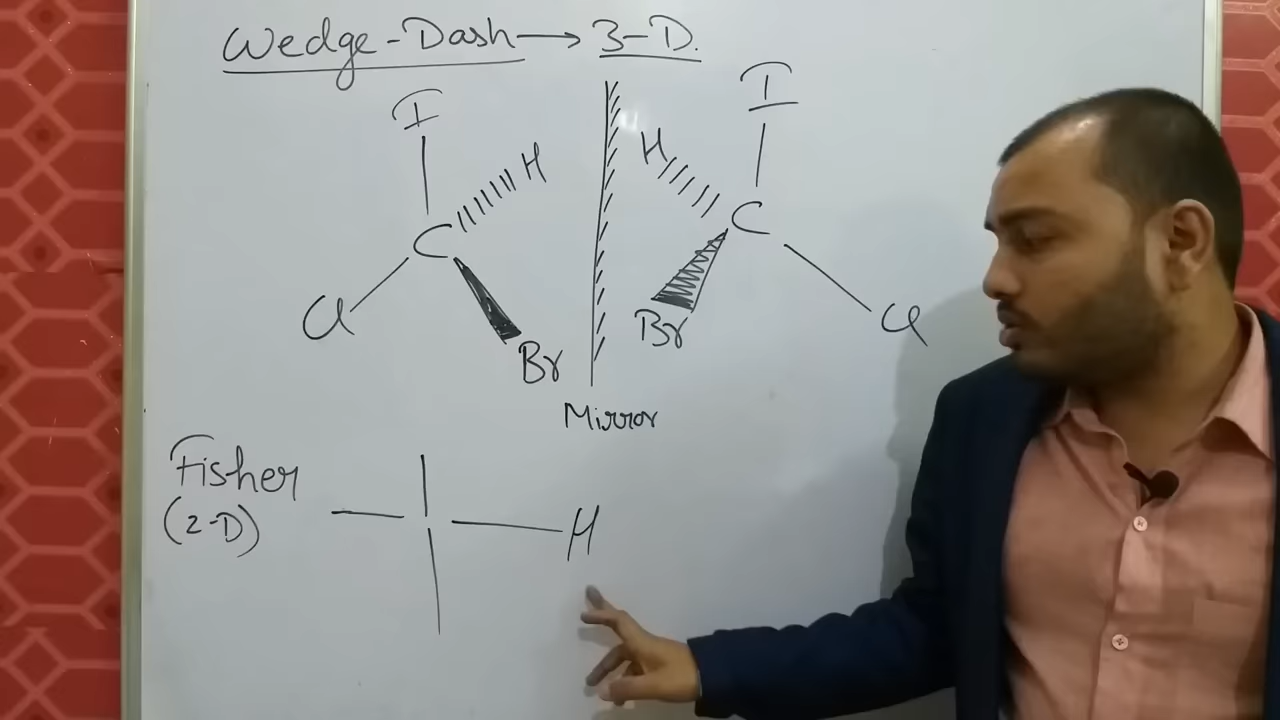 Wedge-Dash → 3-D.
I
I
H
H
C
C
Cl
Br
Br
Cl
Mirror
Fisher
(2-D)
H